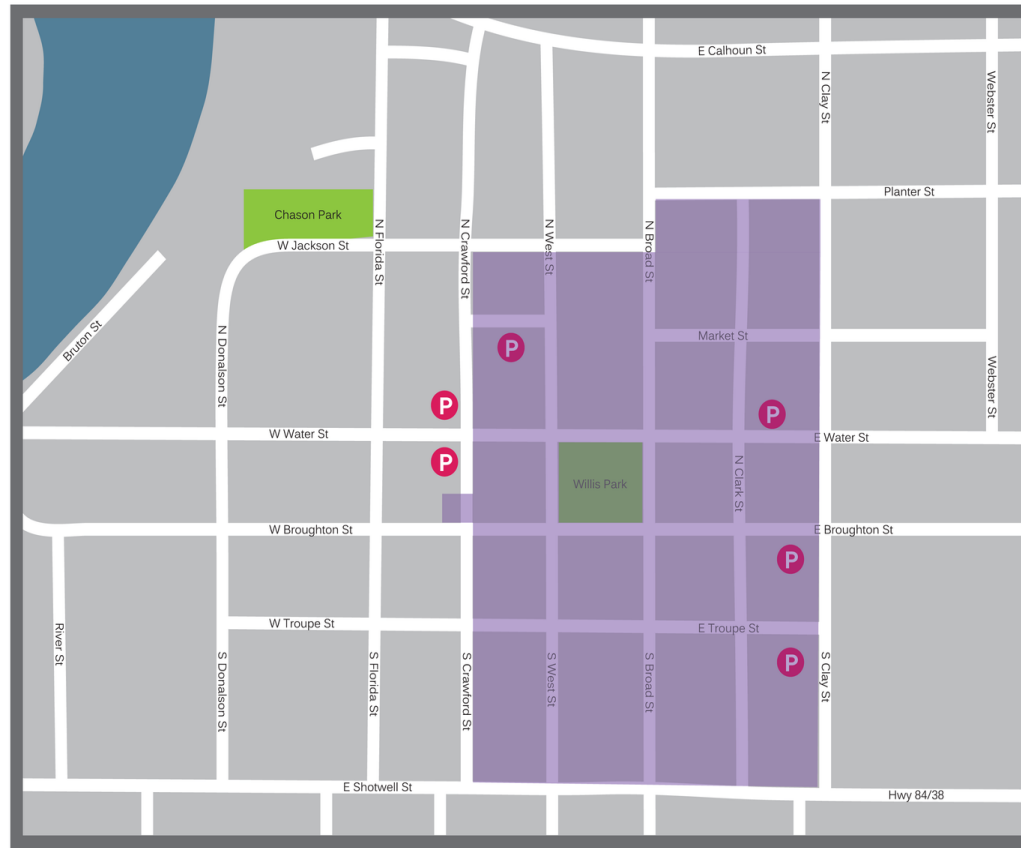 E Calhoun St
N Clay St
Webster St
Planter St
Chason Park
W Jackson St
N Florida St
N Crawford St
N West St
N Broad St
Bruton St
N Donalson St
Market St
P
Webster St
P
P
W Water St
E Water St
P
Willis Park
N Clark St
W Broughton St
E Broughton St
P
W Troupe St
E Troupe St
River St
S Donalson St
S Florida St
S Crawford St
S West St
S Broad St
P
S Clay St
E Shotwell St
Hwy 84/38